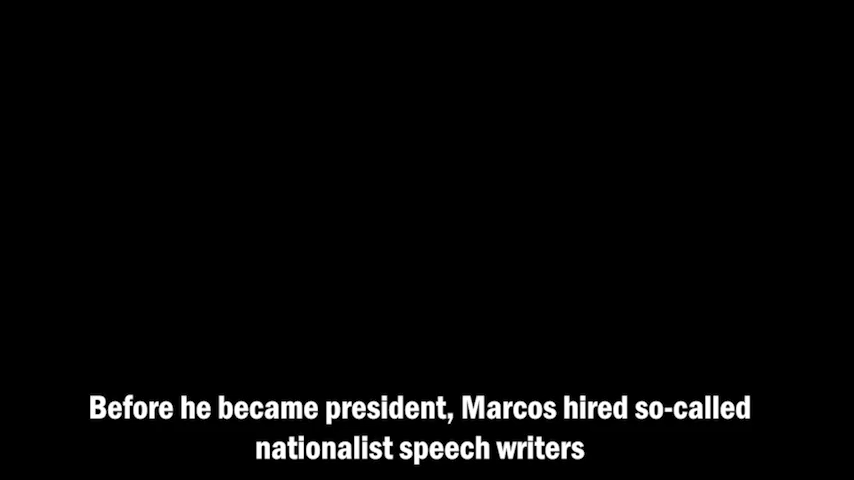 Before he became president, Marcos hired so-called
nationalist speech writers